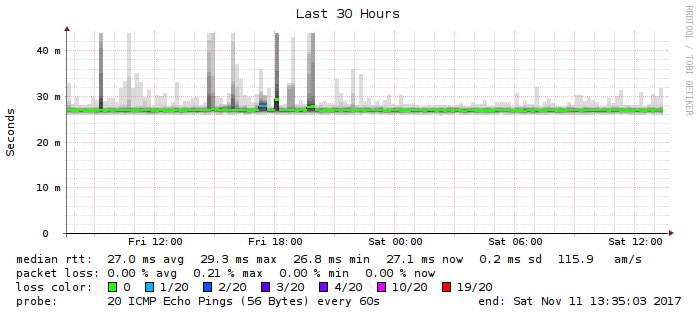 Last 30 Hours
RRDTOOL / TOBI OETIKER
Seconds
40 m
30 m
20 m
10 m
0
Fri 12:00 Fri 18:00 Sat 00:00 Sat 06:00 Sat 12:00
median rtt: 27.0 ms avg 29.3 ms max 26.8 ms min 27.1 ms now 0.2 ms sd 115.9 am/s
packet loss: 0.00 % avg 0.21 % max 0.00 % min 0.00 % now
loss color: 0 1/20 2/20 3/20 4/20 10/20 19/20
probe: 20 ICMP Echo Pings (56 Bytes) every 60s end: Sat Nov 11 13:35:03 2017